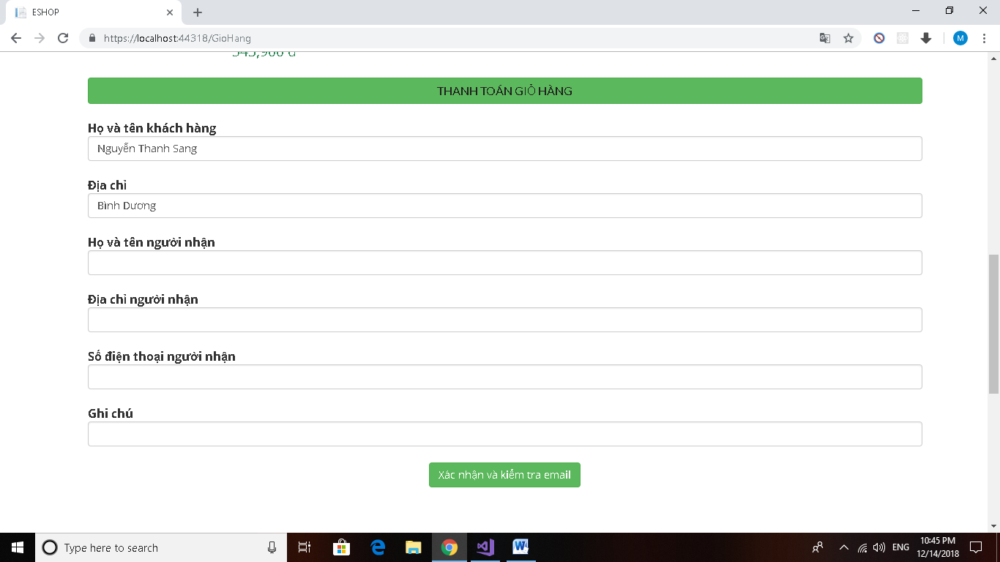 ESHOP
https://localhost:44318/GioHang
M
THANH TOÁN GIỎ HÀNG
Họ và tên khách hàng
Nguyễn Thanh Sang
Địa chỉ
Bình Dương
Họ và tên người nhận
Địa chỉ người nhận
Số điện thoại người nhận
Ghi chú
Xác nhận và kiểm tra email
Type here to search
ENG
10:45 PM
12/14/2018